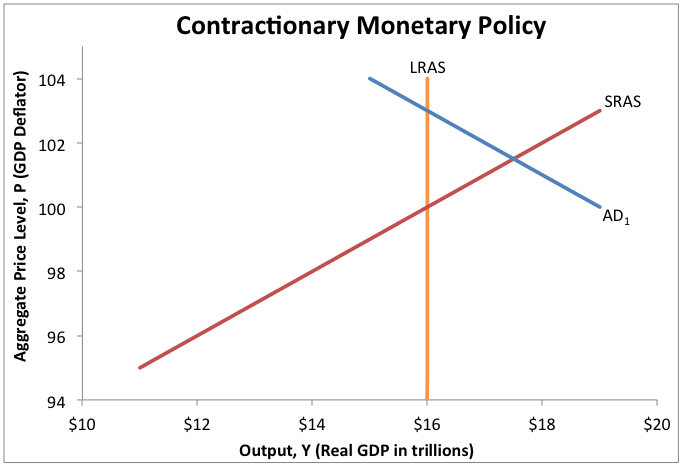 Contractionary Monetary Policy
Aggregate Price Level, P (GDP Deflator)
104
102
100
98
96
94
LRAS
SRAS
AD₁
$10
$12
$14
$16
$18
$20
Output, Y (Real GDP in trillions)